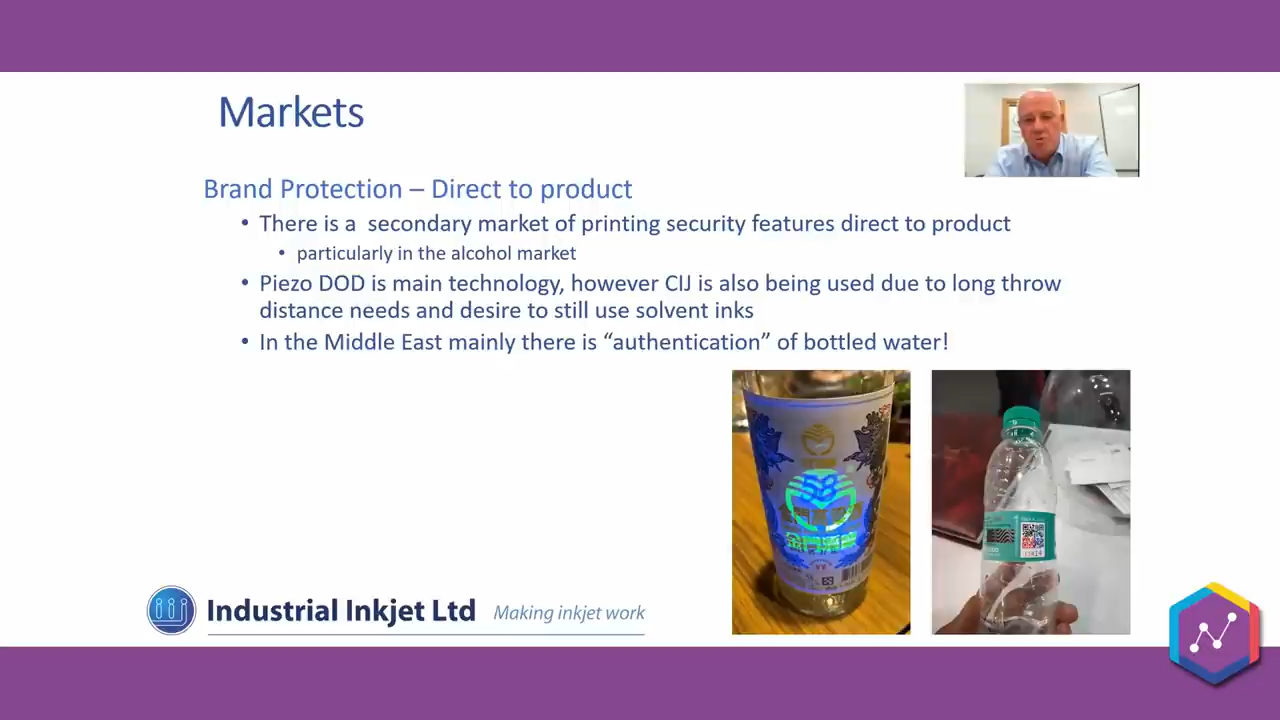 Markets
Brand Protection – Direct to product
• There is a  secondary market of printing security features direct to product
• particularly in the alcohol market
• Piezo DOD is main technology, however CIJ is also being used due to long throw
distance needs and desire to still use solvent inks
• In the Middle East mainly there is “authentication” of bottled water!
58
Industrial Inkjet Ltd
Making inkjet work